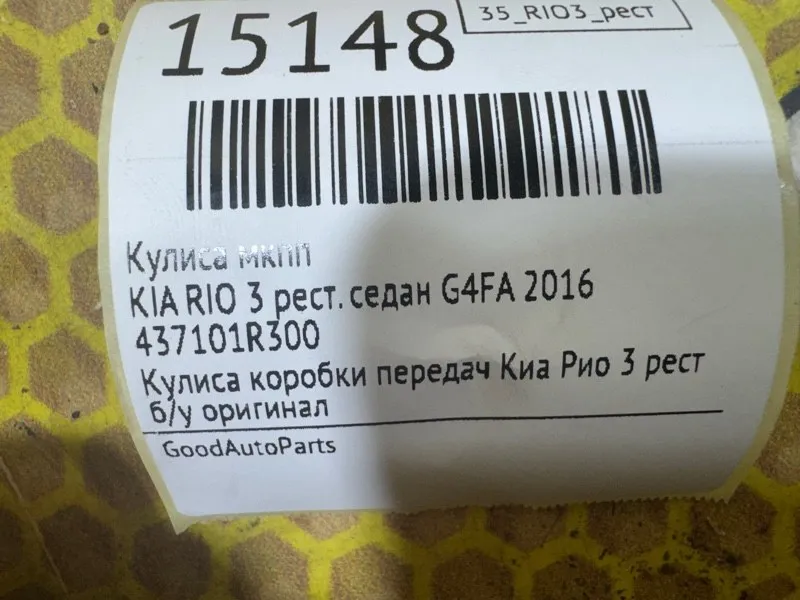 15148
35_RIO3_рест
Кулиса мкпп
KIA RIO 3 рест. седан G4FA 2016
437101R300
Кулиса коробки передач Киа Рио 3 рест
б/у оригинал
GoodAutoParts